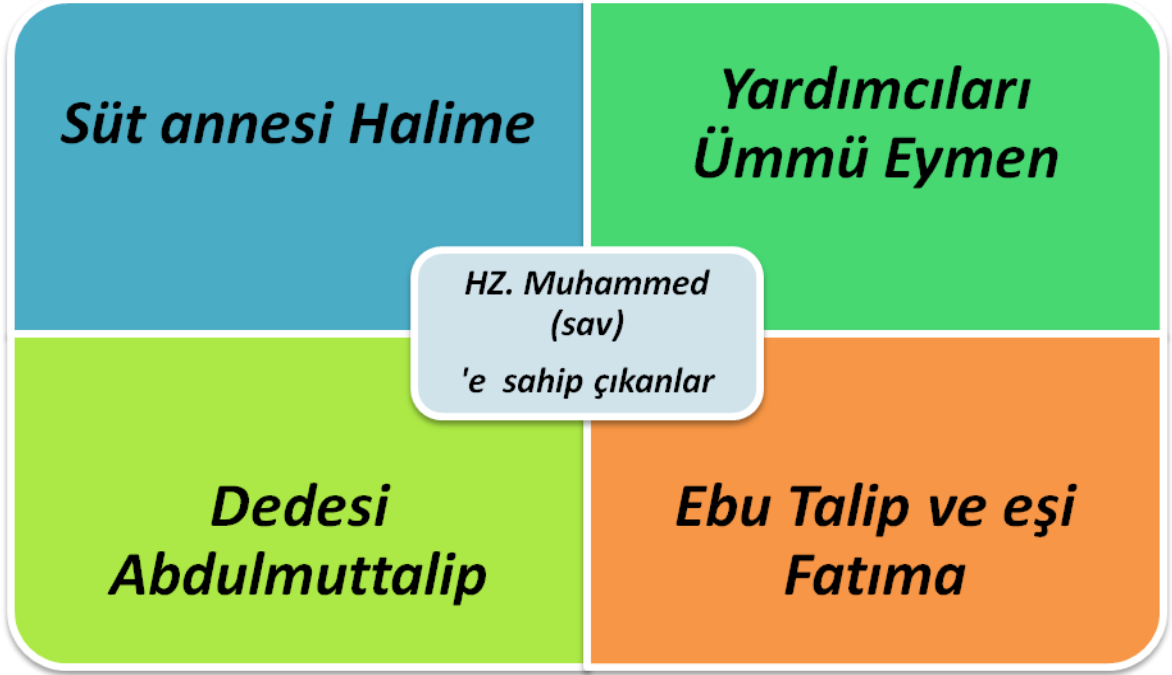 Süt annesi Halime
Yardımcıları
Ümmü Eymen
HZ. Muhammed
(sav)
'e sahip çıkanlar
Dedesi
Abdulmuttalip
Ebu Talip ve eşi
Fatıma